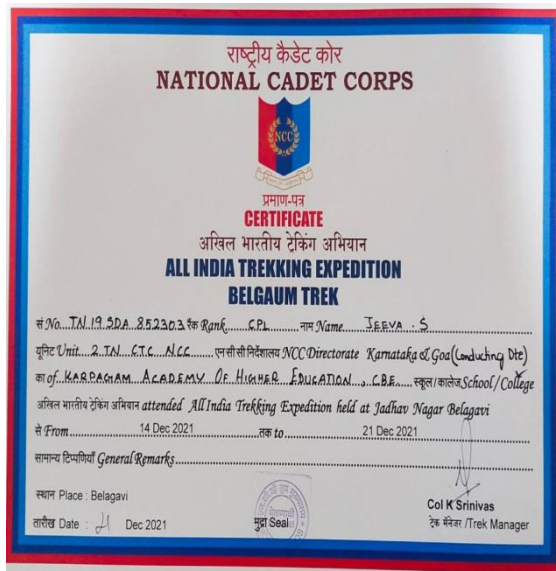 राष्ट्रीय कैडेट कोर
NATIONAL CADET CORPS
NCC
प्रमाण-पत्र
CERTIFICATE
अखिल भारतीय ट्रेकिंग अभियान
ALL INDIA TREKKING EXPEDITION
BELGAUM TREK
सं No. TN 19 SDA 852303 रैंक Rank CPL नाम Name JEEVA .S
यूनिट Unit 2 TN CTC NCC एन सी सी निर्देशालय NCC Directorate Karnataka & Goa (Conducting Dte)
का of KARPAGAM ACADEMY OF HIGHER EDUCATION, CBE स्कूल/कालेज School/College
अखिल भारतीय ट्रेकिंग अभियान attended All India Trekking Expedition held at Jadhav Nagar Belagavi
से From 14 Dec 2021 तक to 21 Dec 2021
सामान्य टिप्पणियाँ General Remarks
स्थान Place : Belagavi
Col K Srinivas
तारीख Date : 21 Dec 2021 मुद्रा Seal ट्रेक मैनेजर /Trek Manager